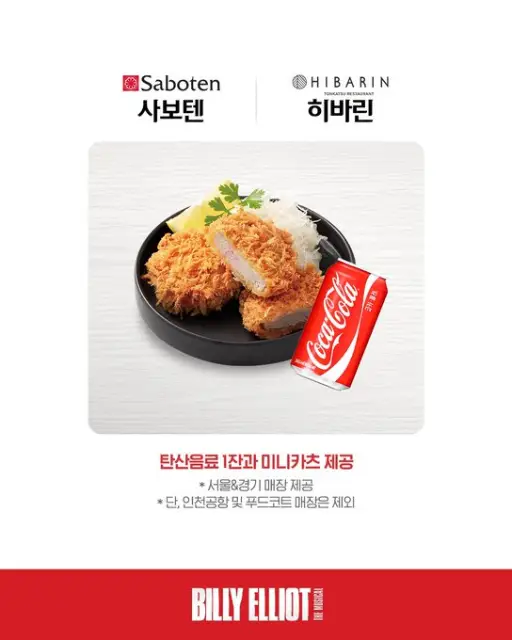 Saboten
사보텐
HIBARIN
TONKATSU RESTAURANT
히바린
Coca-Cola
탄산음료 1잔과 미니카츠 제공
* 서울&경기 매장 제공
* 단, 인천공항 및 푸드코트 매장은 제외
BILLY ELLIOT
THE MUSICAL